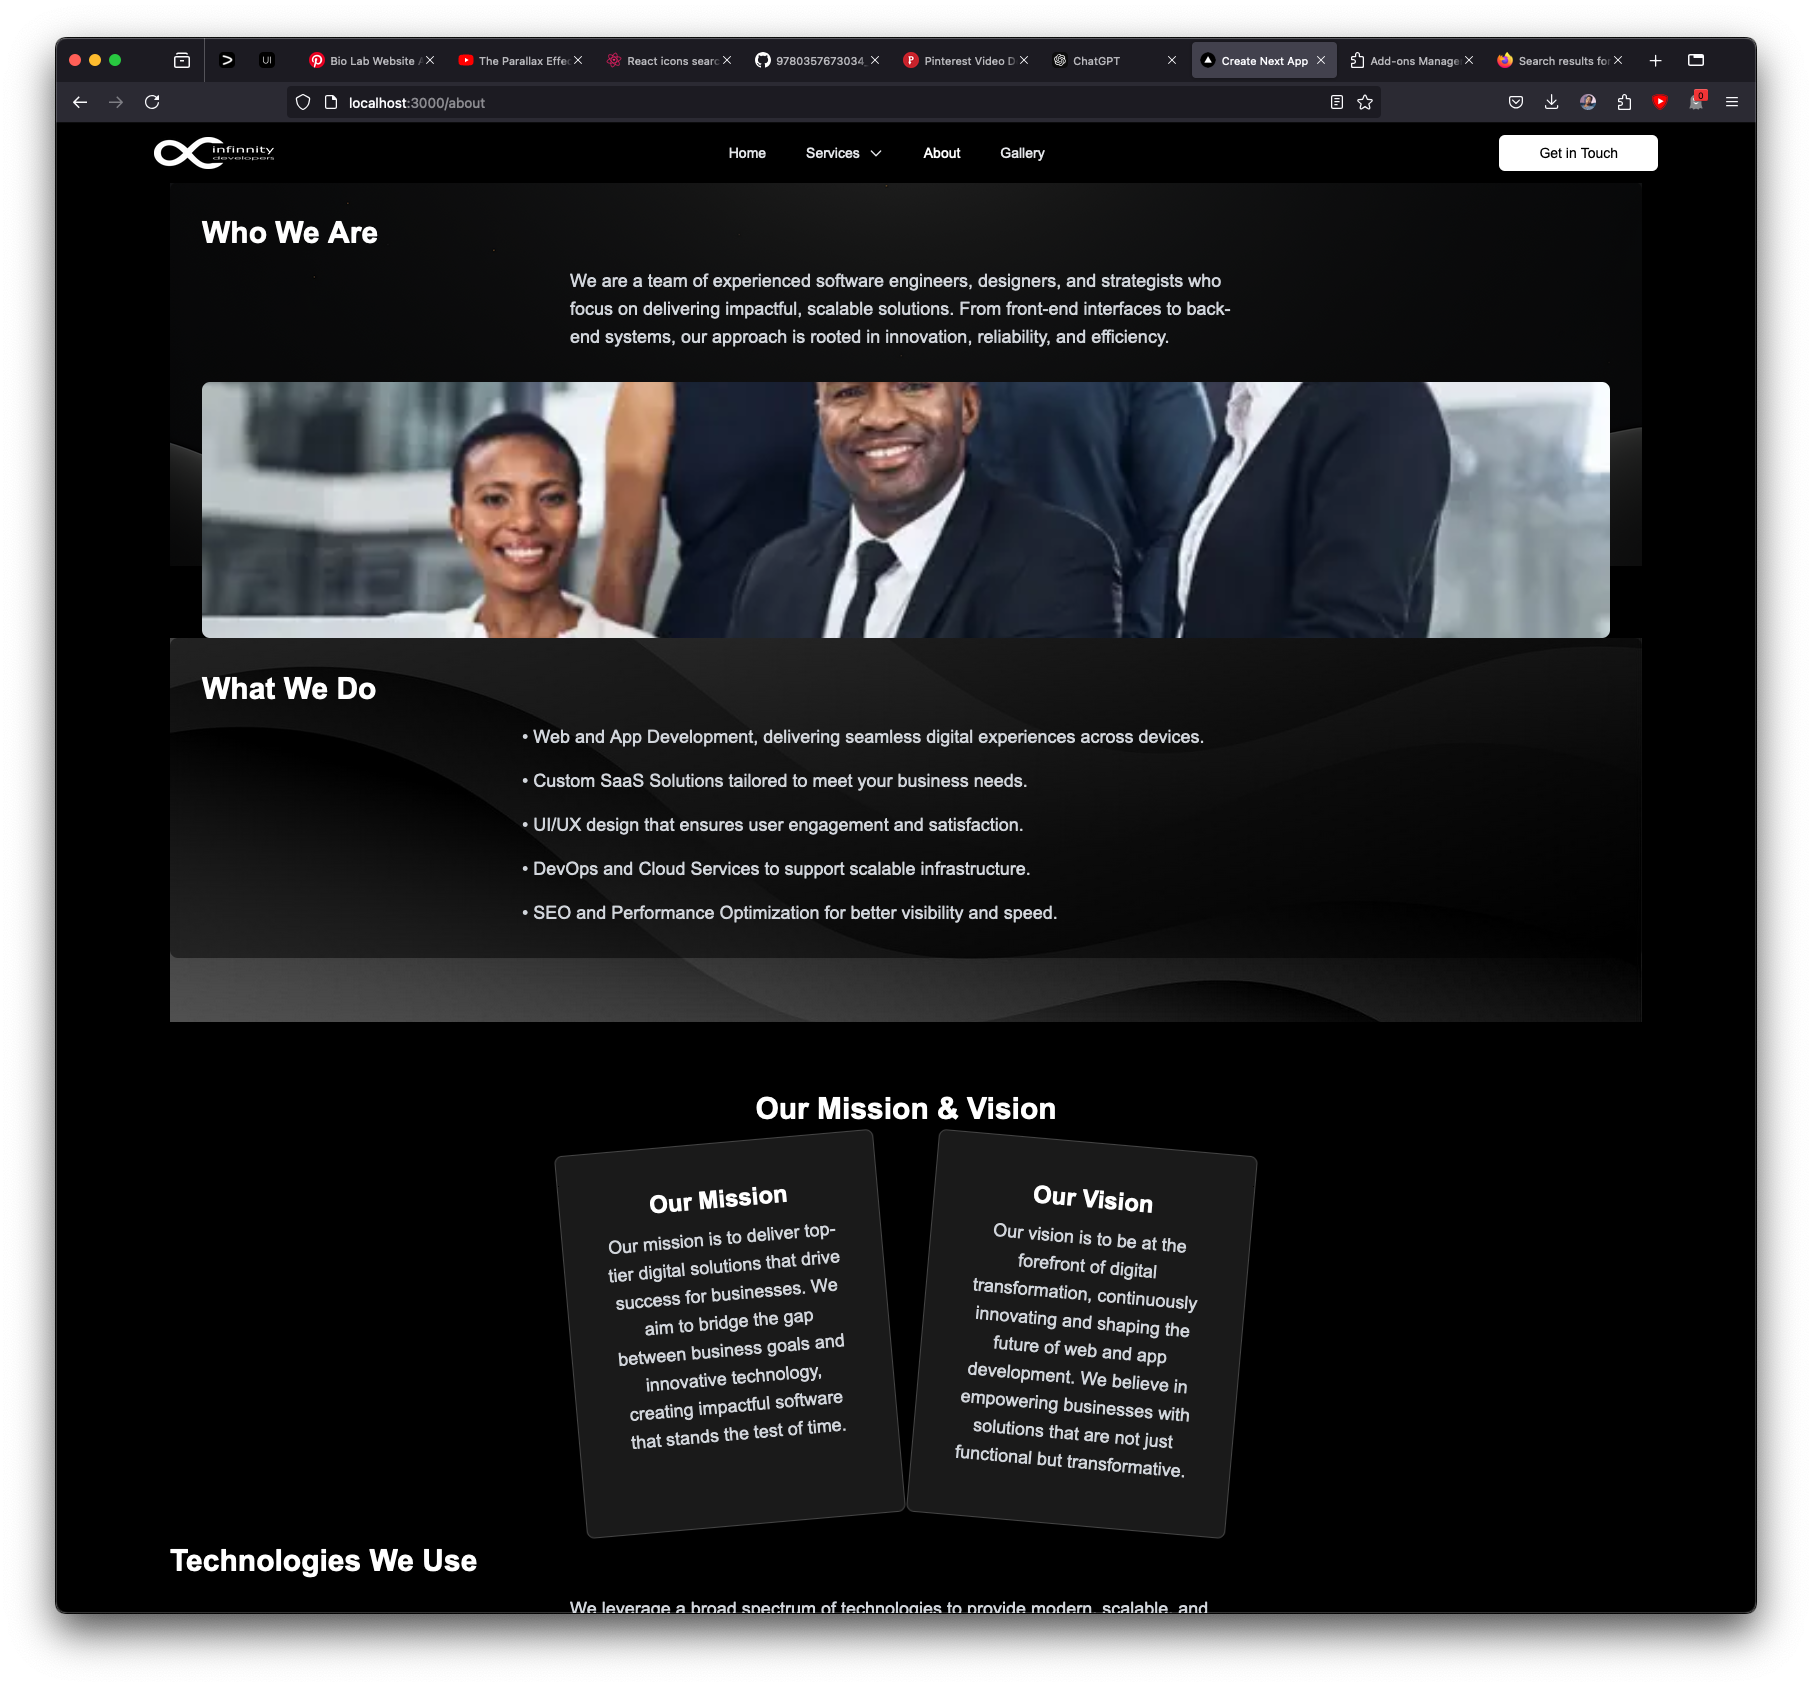 UI
Bio Lab Website
The Parallax Effec
React icons searc
9780357673034_
Pinterest Video D
ChatGPT
Create Next App
Add-ons Manage
Search results fo
localhost:3000/about
0
infinnity
developers
Home
Services
About
Gallery
Get in Touch
Who We Are
We are a team of experienced software engineers, designers, and strategists who
focus on delivering impactful, scalable solutions. From front-end interfaces to back-
end systems, our approach is rooted in innovation, reliability, and efficiency.
What We Do
• Web and App Development, delivering seamless digital experiences across devices.
• Custom SaaS Solutions tailored to meet your business needs.
• UI/UX design that ensures user engagement and satisfaction.
• DevOps and Cloud Services to support scalable infrastructure.
• SEO and Performance Optimization for better visibility and speed.
Our Mission & Vision
Our Mission
Our mission is to deliver top-
tier digital solutions that drive
success for businesses. We
aim to bridge the gap
between business goals and
innovative technology,
creating impactful software
that stands the test of time.
Our Vision
Our vision is to be at the
forefront of digital
transformation, continuously
innovating and shaping the
future of web and app
development. We believe in
empowering businesses with
solutions that are not just
functional but transformative.
Technologies We Use
We leverage a broad spectrum of technologies to provide modern, scalable, and